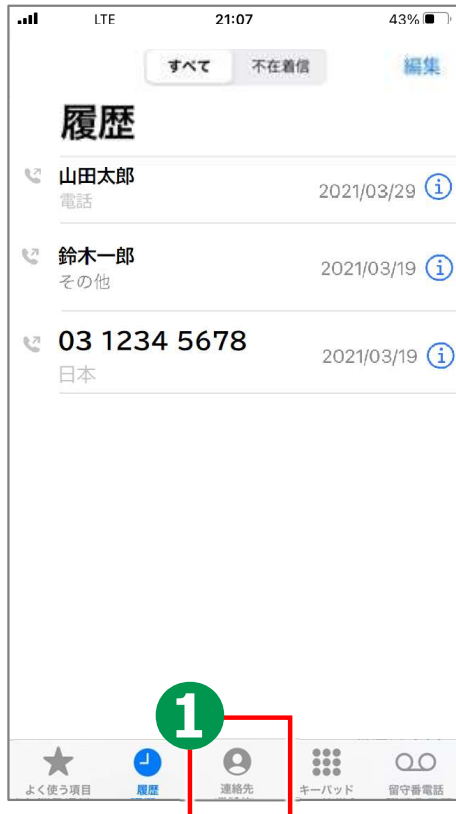 LTE 21:07 43%
すべて 不在着信 編集
履歴
山田太郎
電話
2021/03/29
鈴木一郎
その他
2021/03/19
03 1234 5678
日本
2021/03/19
1
よく使う項目 履歴 連絡先 キーパッド 留守番電話